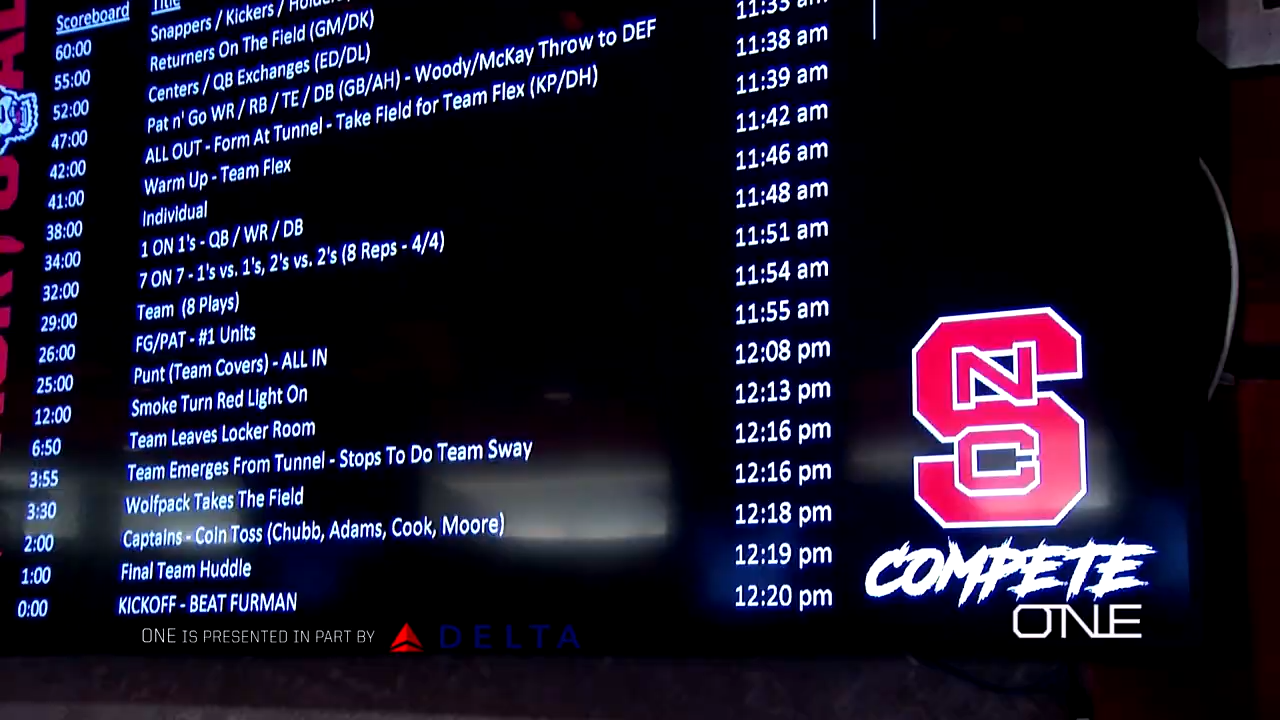 Scoreboard Title
60:00 Snappers / Kickers / Holders
55:00 Returners On The Field (GM/DK)
52:00 Centers / QB Exchanges (ED/DL)
47:00 Pat n' Go WR / RB / TE / DB (GB/AH) - Woody/McKay Throw to DEF 11:33 am
42:00 ALL OUT - Form At Tunnel - Take Field for Team Flex (KP/DH) 11:38 am
41:00 Warm Up - Team Flex 11:39 am
38:00 Individual 11:42 am
34:00 1 ON 1's - QB / WR / DB 11:46 am
32:00 7 ON 7 - 1's vs. 1's, 2's vs. 2's (8 Reps - 4/4) 11:48 am
29:00 Team (8 Plays) 11:51 am
26:00 FG/PAT - #1 Units 11:54 am
25:00 Punt (Team Covers) - ALL IN 11:55 am
12:00 Smoke Turn Red Light On 12:08 pm
6:50 Team Leaves Locker Room 12:13 pm
3:55 Team Emerges From Tunnel - Stops To Do Team Sway 12:16 pm
3:30 Wolfpack Takes The Field 12:16 pm
2:00 Captains - Coin Toss (Chubb, Adams, Cook, Moore) 12:18 pm
1:00 Final Team Huddle 12:19 pm
0:00 KICKOFF - BEAT FURMAN 12:20 pm
NSC
COMPETE
ONE
ONE IS PRESENTED IN PART BY DELTA